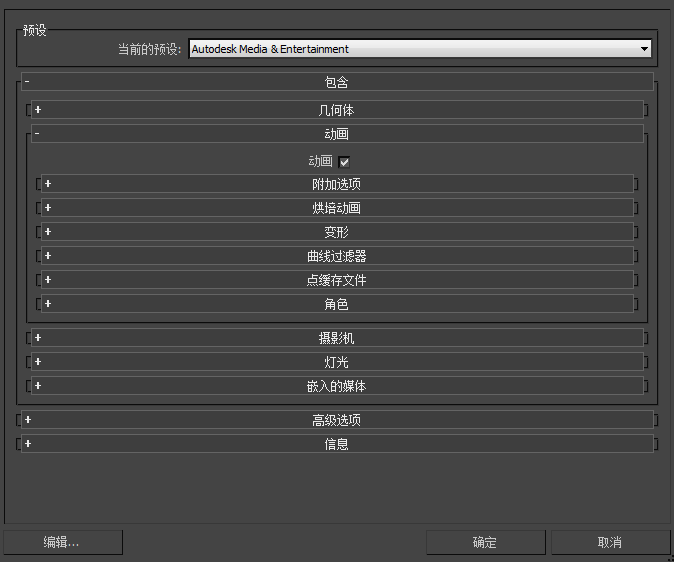 预设
当前的预设: Autodesk Media & Entertainment
- 包含
+ 几何体
- 动画
动画
+ 附加选项
+ 烘培动画
+ 变形
+ 曲线过滤器
+ 点缓存文件
+ 角色
+ 摄影机
+ 灯光
+ 嵌入的媒体
+ 高级选项
+ 信息
编辑... 确定 取消